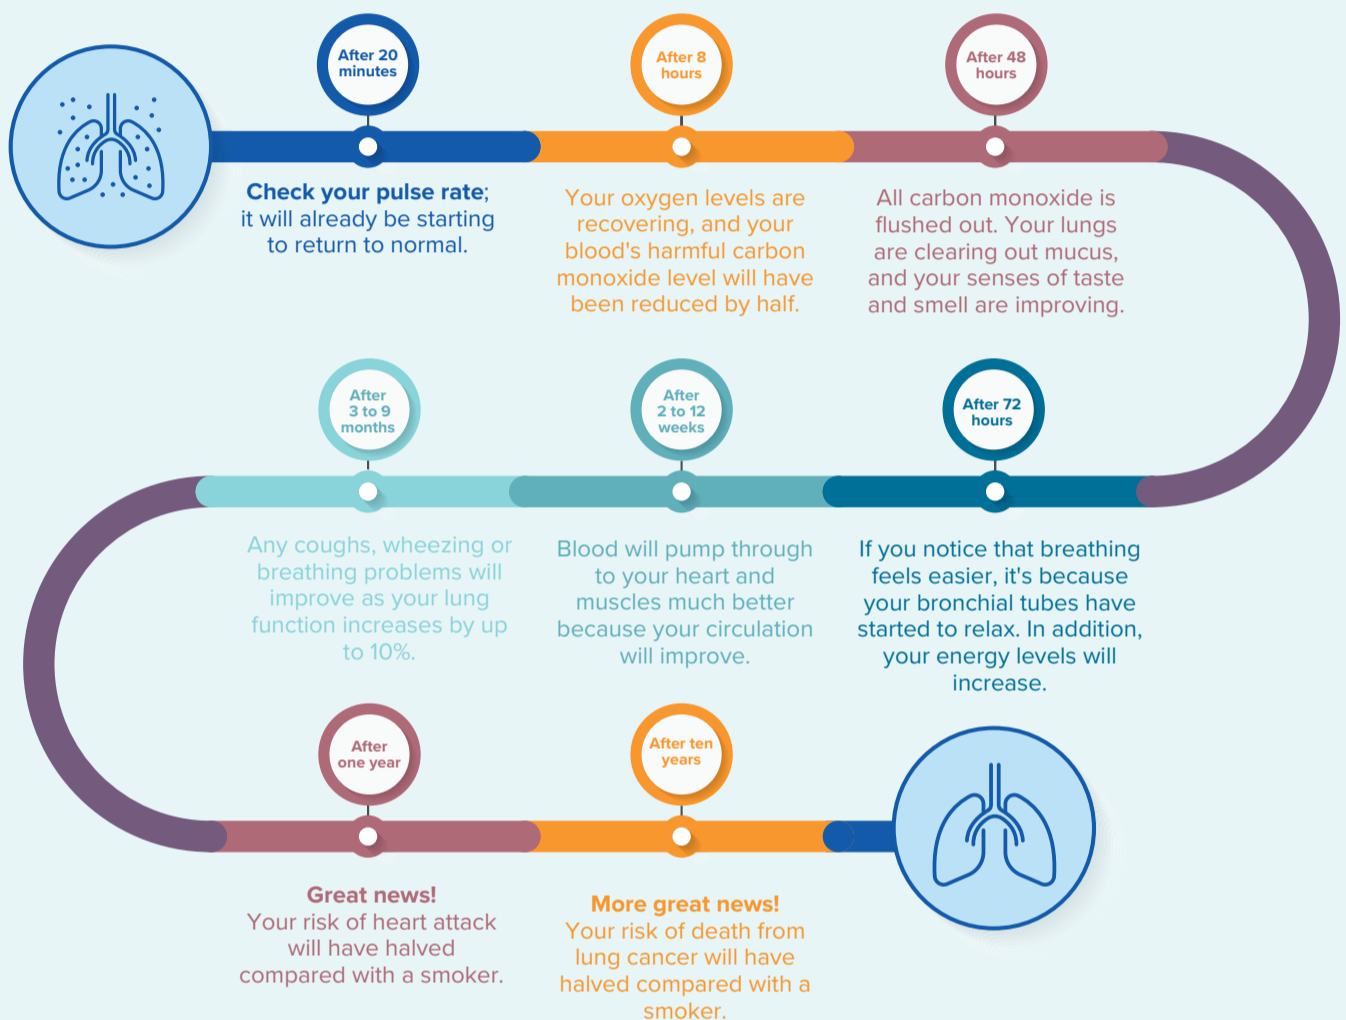 After 20
minutes
Check your pulse rate;
it will already be starting
to return to normal.
After 8
hours
Your oxygen levels are
recovering, and your
blood's harmful carbon
monoxide level will have
been reduced by half.
After 48
hours
All carbon monoxide is
flushed out. Your lungs
are clearing out mucus,
and your senses of taste
and smell are improving.
After 72
hours
If you notice that breathing
feels easier, it's because
your bronchial tubes have
started to relax. In addition,
your energy levels will
increase.
After
2 to 12
weeks
Blood will pump through
to your heart and
muscles much better
because your circulation
will improve.
After
3 to 9
months
Any coughs, wheezing or
breathing problems will
improve as your lung
function increases by up
to 10%.
After
one year
Great news!
Your risk of heart attack
will have halved
compared with a smoker.
After ten
years
More great news!
Your risk of death from
lung cancer will have
halved compared with a
smoker.